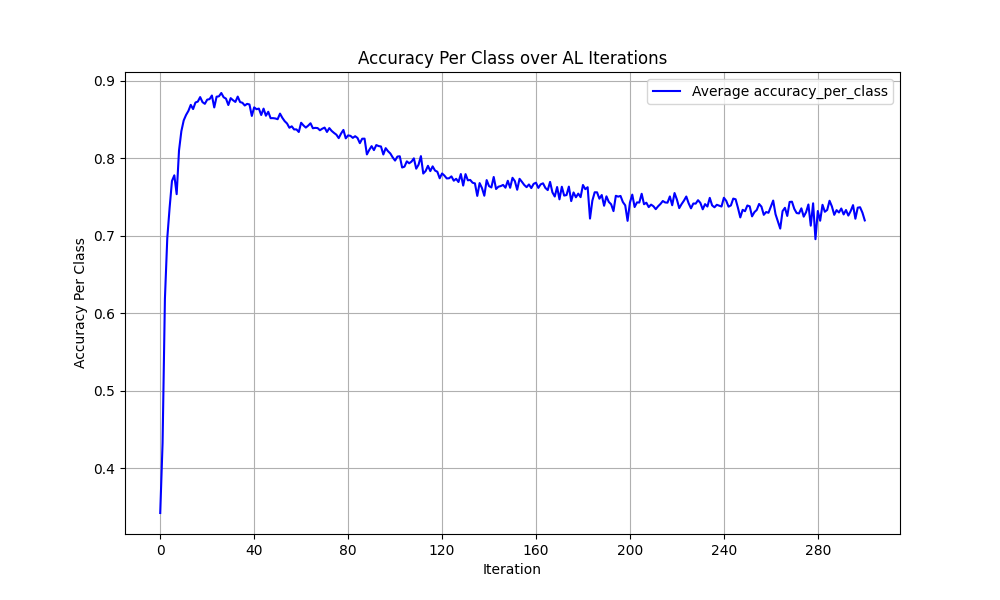 Accuracy Per Class over AL Iterations
Average accuracy_per_class
Accuracy Per Class
0.9
0.8
0.7
0.6
0.5
0.4
0 40 80 120 160 200 240 280
Iteration